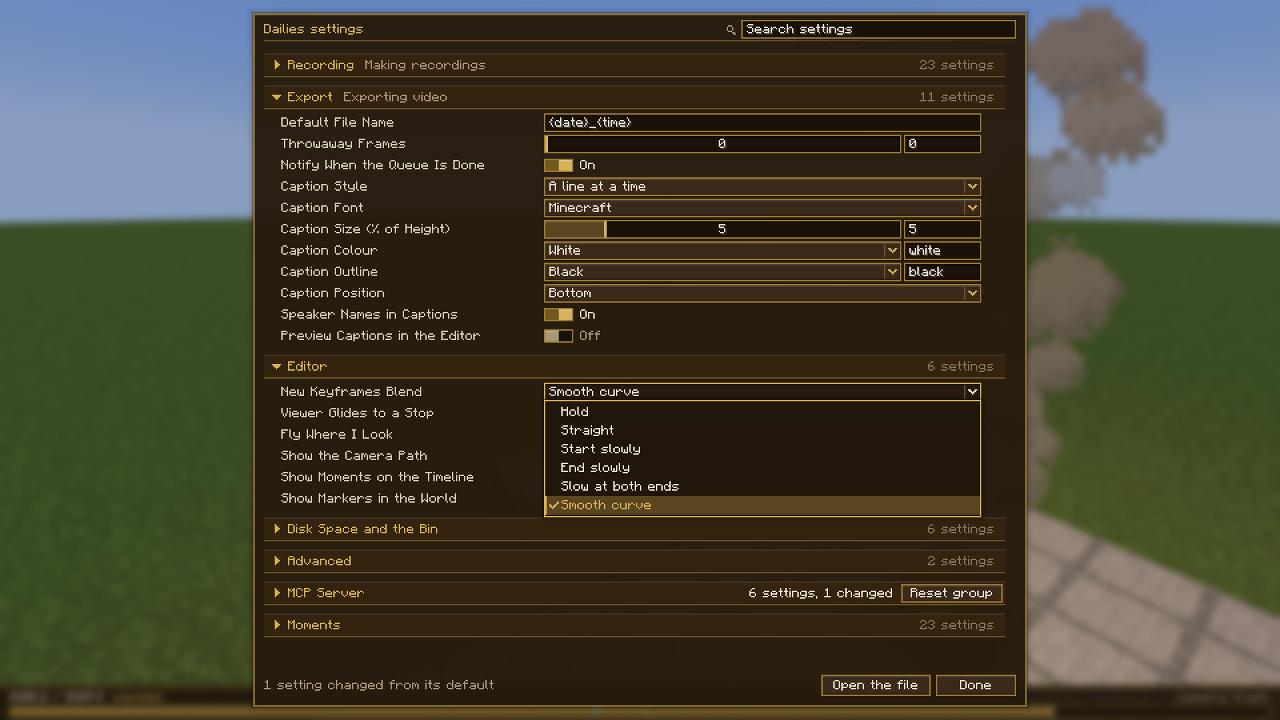 Dailies settings
Search settings
Recording Making recordings 23 settings
Export Exporting video 11 settings
Default File Name {date}_{time}
Throwaway Frames 0 0
Notify When the Queue Is Done On
Caption Style A line at a time
Caption Font Minecraft
Caption Size (% of Height) 5 5
Caption Colour White white
Caption Outline Black black
Caption Position Bottom
Speaker Names in Captions On
Preview Captions in the Editor Off
Editor 6 settings
New Keyframes Blend Smooth curve
Viewer Glides to a Stop Hold
Fly Where I Look Straight
Show the Camera Path Start slowly
Show Moments on the Timeline End slowly
Show Markers in the World Slow at both ends
Smooth curve
Disk Space and the Bin 6 settings
Advanced 2 settings
MCP Server 6 settings, 1 changed Reset group
Moments 23 settings
1 setting changed from its default Open the file Done